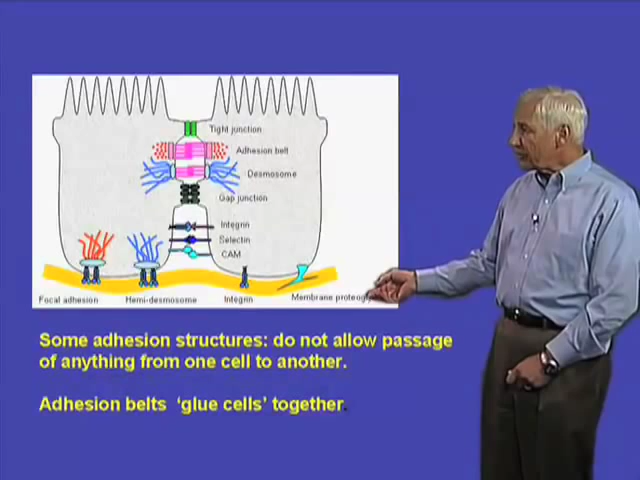 Tight junction
Adhesion belt
Desmosome
Gap junction
Integrin
Selectin
CAM
Focal adhesion
Hemi-desmosome
Integrin
Membrane
Some adhesion structures: do not allow passage
of anything from one cell to another.
Adhesion belts 'glue cells' together.